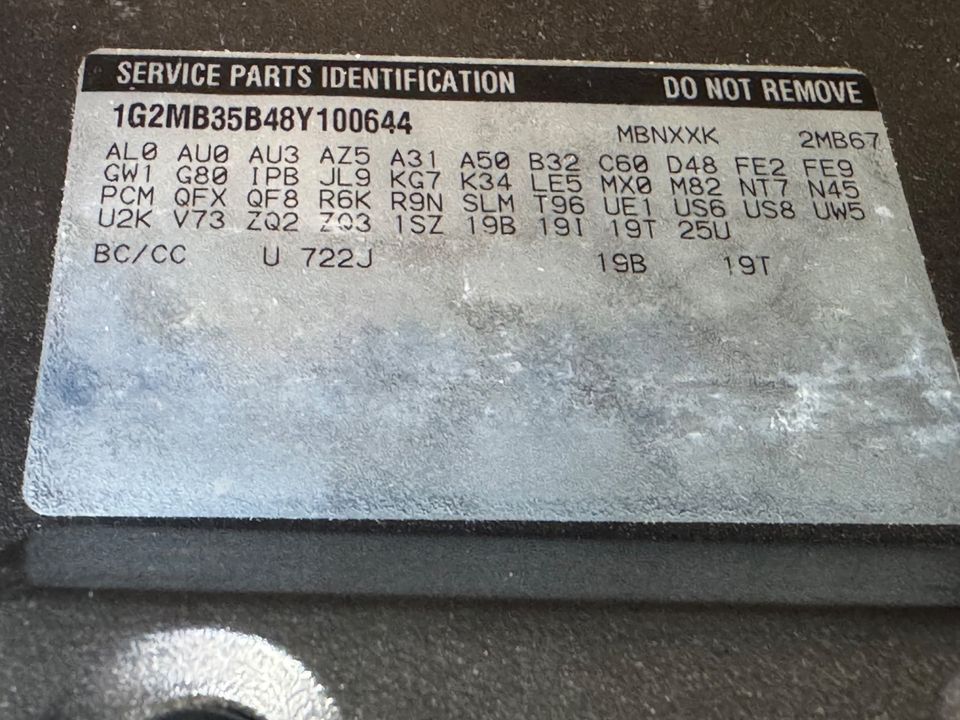 SERVICE PARTS IDENTIFICATION DO NOT REMOVE
1G2MB35B48Y100644 MBNXXK 2MB67
AL0 AU0 AU3 AZ5 A31 A50 B32 C60 D48 FE2 FE9
GW1 G80 IPB JL9 KG7 K34 LE5 MX0 M82 NT7 N45
PCM QFX QF8 R6K R9N SLM T96 UE1 US6 US8 UW5
U2K V73 ZQ2 ZQ3 1SZ 19B 19I 19T 25U
BC/CC U 722J 19B 19T